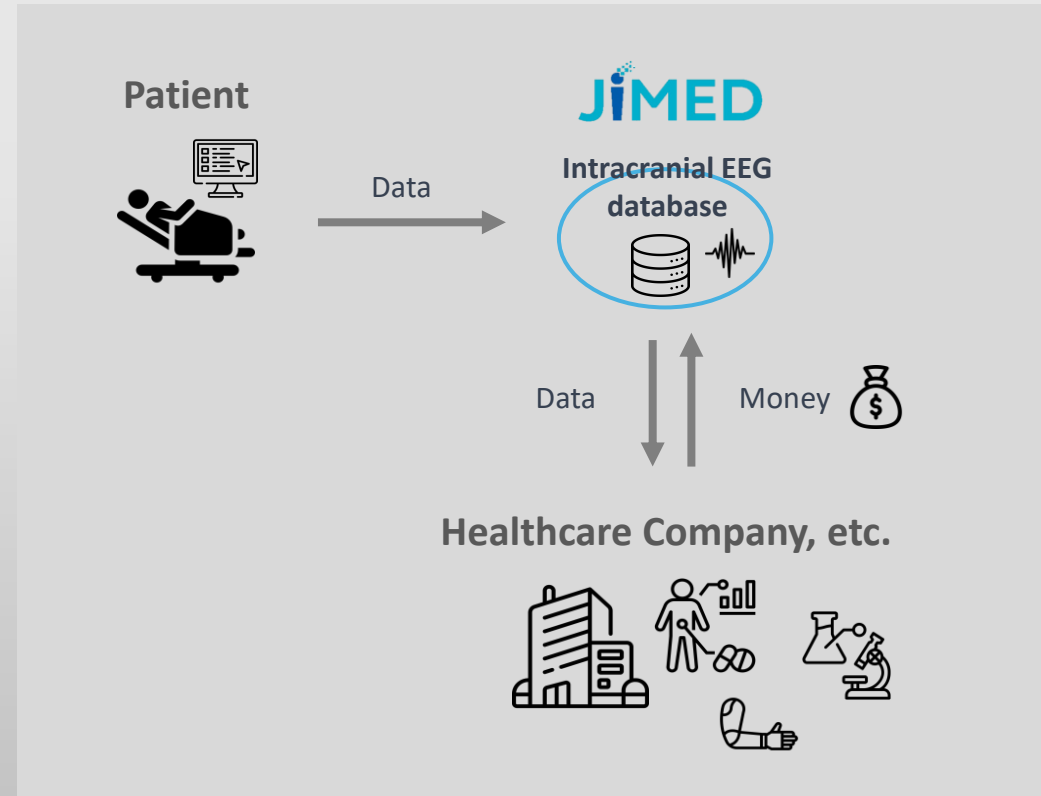 Patient
JiMED
Intracranial EEG
database
Data
Data
Money
$
Healthcare Company, etc.